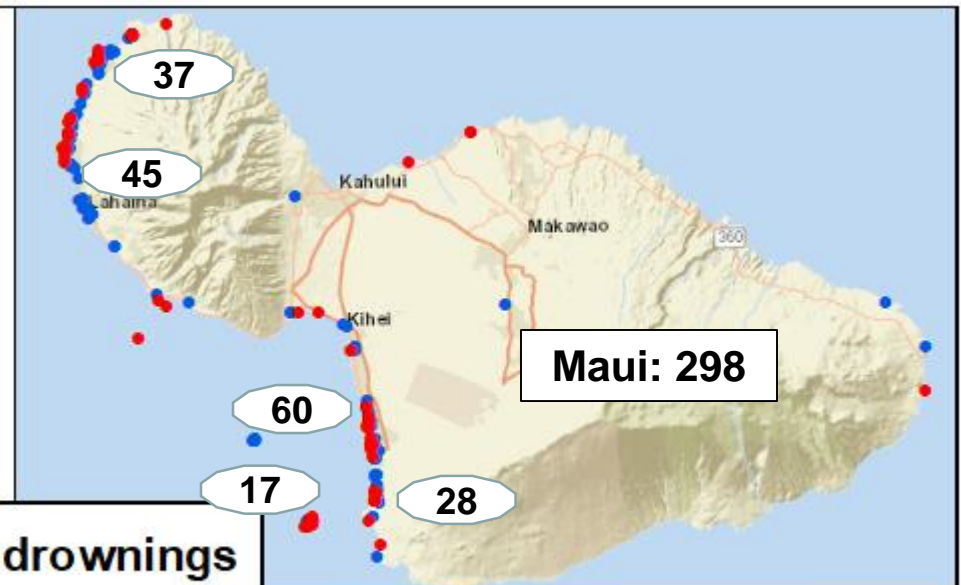 37
45
Lahaina
Kahului
Makawao
360
Kihei
Maui: 298
60
17
28
drownings